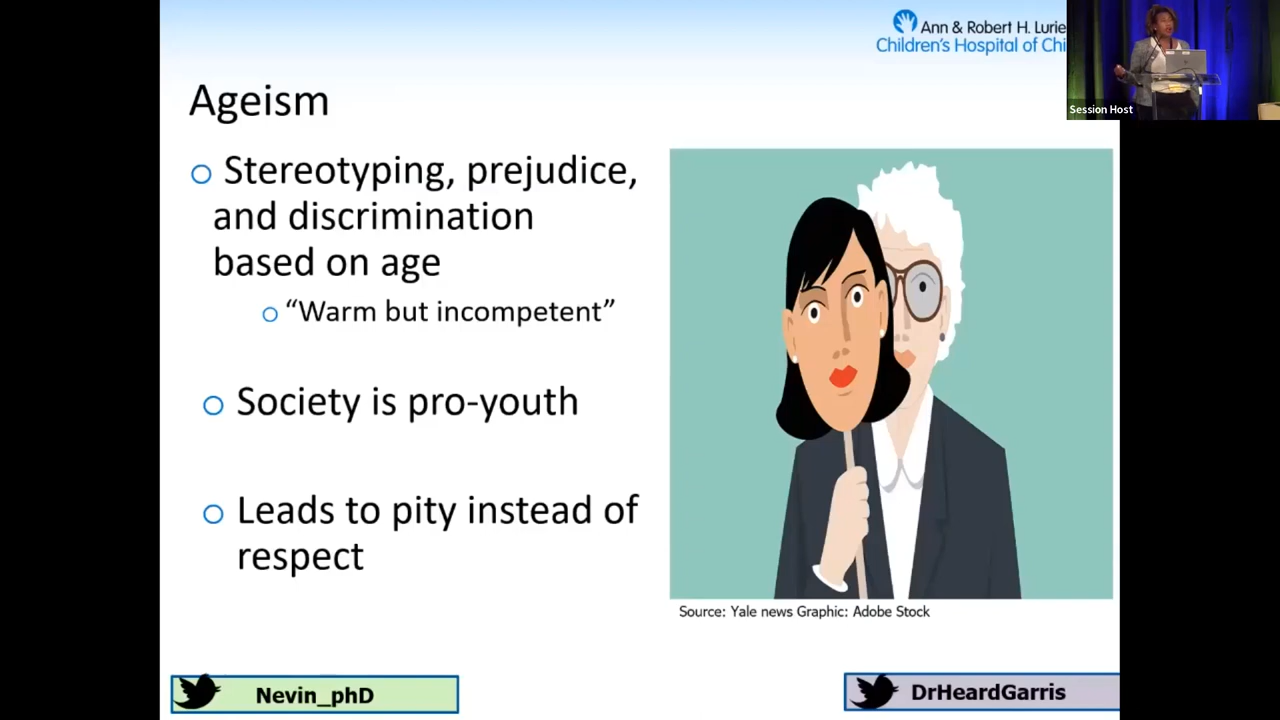 Ann & Robert H. Lurie
Children's Hospital of Chi
Session Host
Ageism
Stereotyping, prejudice,
and discrimination
based on age
"Warm but incompetent"
Society is pro-youth
Leads to pity instead of
respect
Source: Yale news Graphic: Adobe Stock
Nevin_phD
DrHeardGarris